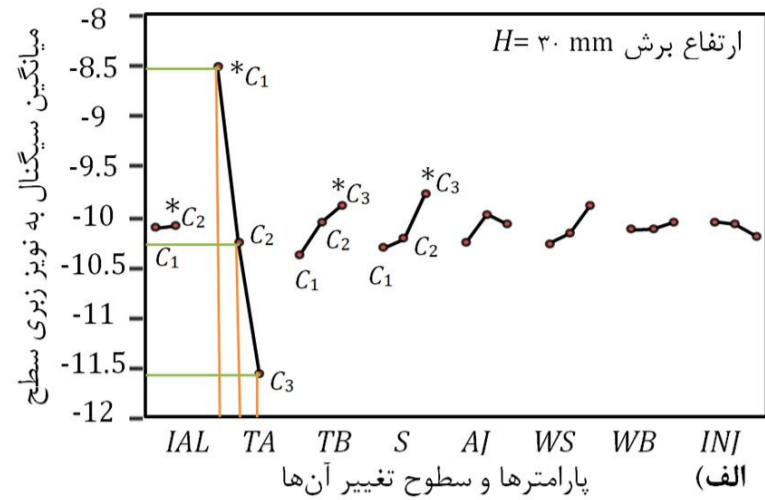 ارتفاع برش H= ۳۰ mm
میانگین سیگنال به نویز زبری سطح
-8
-8.5
-9
-9.5
-10
-10.5
-11
-11.5
-12
*C1
*C2
C1
C2
C3
*C3
C2
C1
*C3
C2
C1
IAL TA TB S AJ WS WB INJ
الف) پارامترها و سطوح تغییر آن‌ها